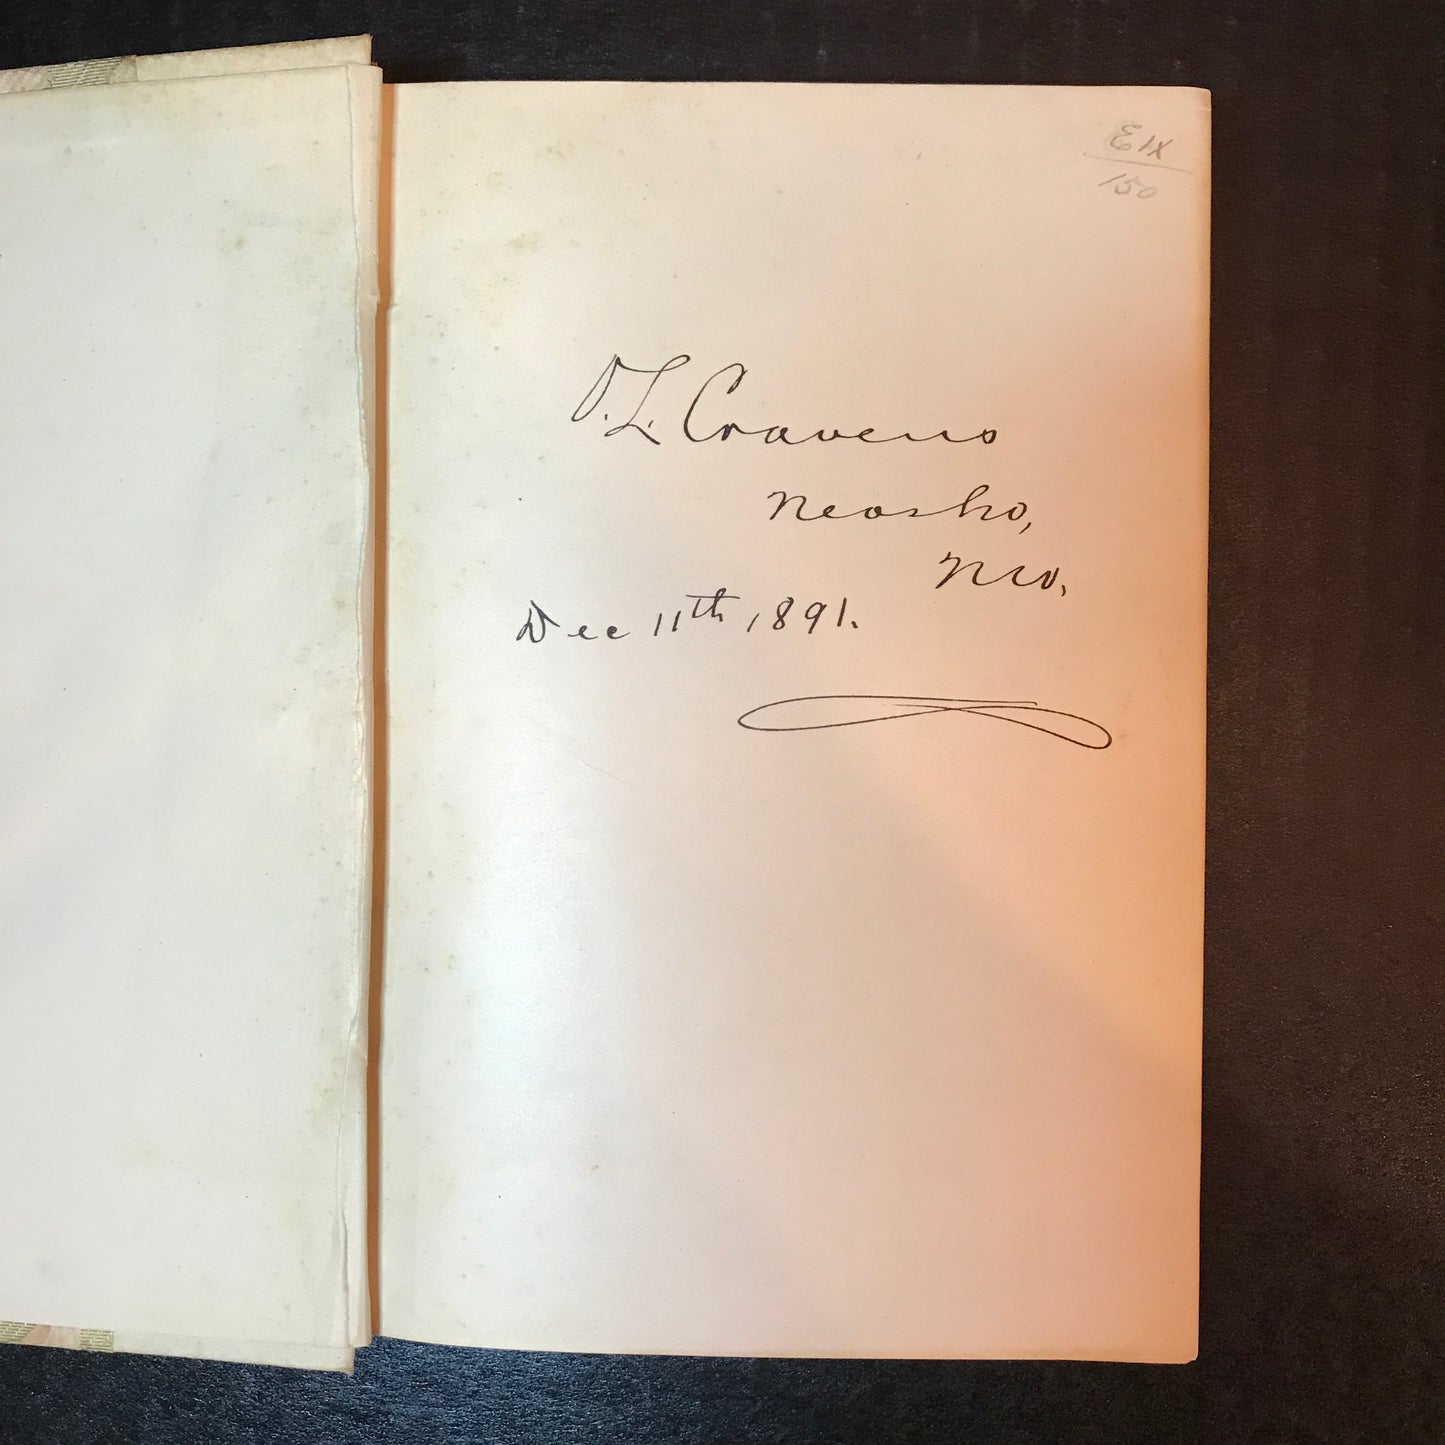 E1X
150
O. L. Cravens
Neosho,
Mo.
Dec 11th, 1891.